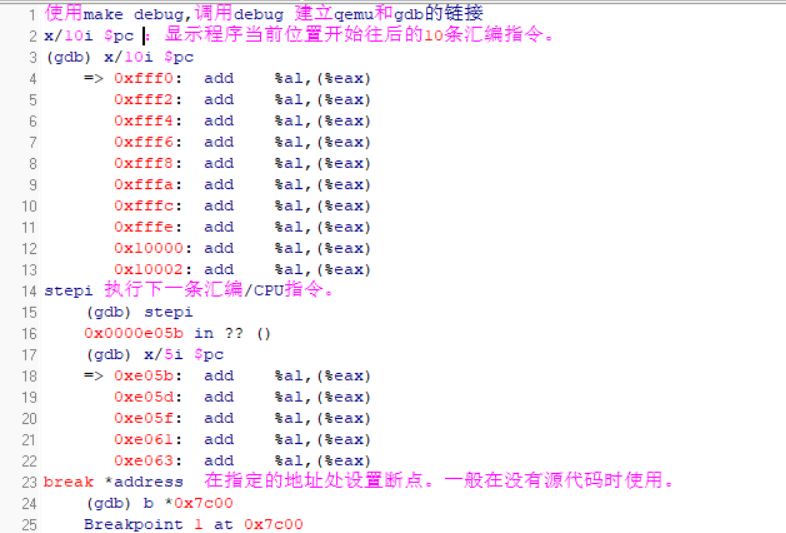 1 使用make debug,调用debug 建立qemu和gdb的链接
2 x/10i $pc : 显示程序当前位置开始往后的10条汇编指令。
3 (gdb) x/10i $pc
4 => 0xfff0: add %al,(%eax)
5 0xfff2: add %al,(%eax)
6 0xfff4: add %al,(%eax)
7 0xfff6: add %al,(%eax)
8 0xfff8: add %al,(%eax)
9 0xfffa: add %al,(%eax)
10 0xfffc: add %al,(%eax)
11 0xfffe: add %al,(%eax)
12 0x10000: add %al,(%eax)
13 0x10002: add %al,(%eax)
14 stepi 执行下一条汇编/CPU指令。
15 (gdb) stepi
16 0x0000e05b in ?? ()
17 (gdb) x/5i $pc
18 => 0xe05b: add %al,(%eax)
19 0xe05d: add %al,(%eax)
20 0xe05f: add %al,(%eax)
21 0xe061: add %al,(%eax)
22 0xe063: add %al,(%eax)
23 break *address 在指定的地址处设置断点。一般在没有源代码时使用。
24 (gdb) b *0x7c00
25 Breakpoint 1 at 0x7c00